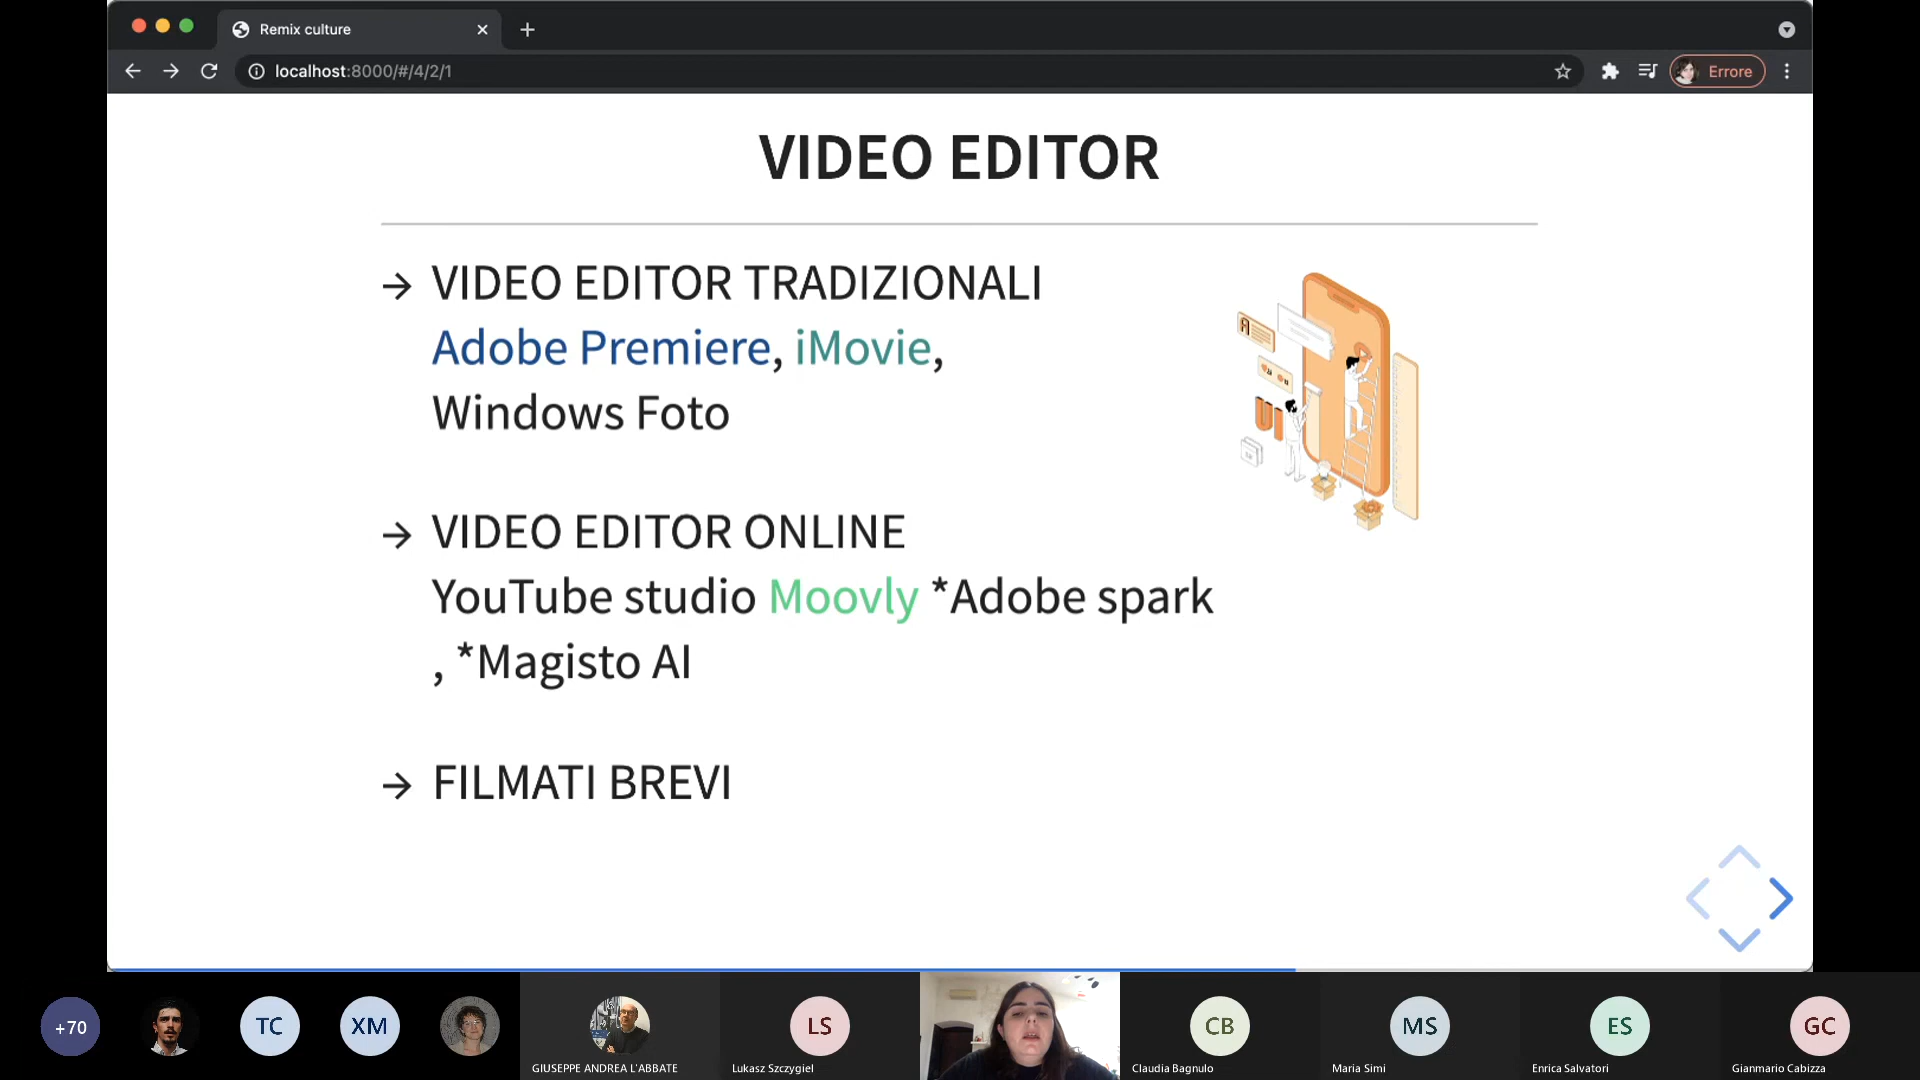 Remix culture
localhost:8000/#/4/2/1
Errore
VIDEO EDITOR
→ VIDEO EDITOR TRADIZIONALI
Adobe Premiere, iMovie,
Windows Foto
UI
→ VIDEO EDITOR ONLINE
YouTube studio Moovly *Adobe spark
, *Magisto AI
→ FILMATI BREVI
+70
TC
XM
LS
CB
MS
ES
GC
GIUSEPPE ANDREA L'ABBATE
Lukasz Szczygiel
Claudia Bagnulo
Maria Simi
Enrica Salvatori
Gianmario Cabizza